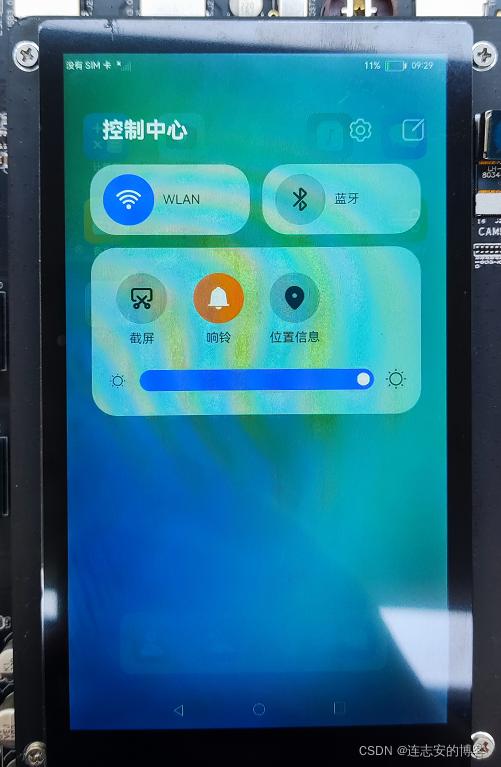 没有 SIM 卡
11% 09:29
控制中心
WLAN
蓝牙
截屏
响铃
位置信息
CSDN @连志安的博客